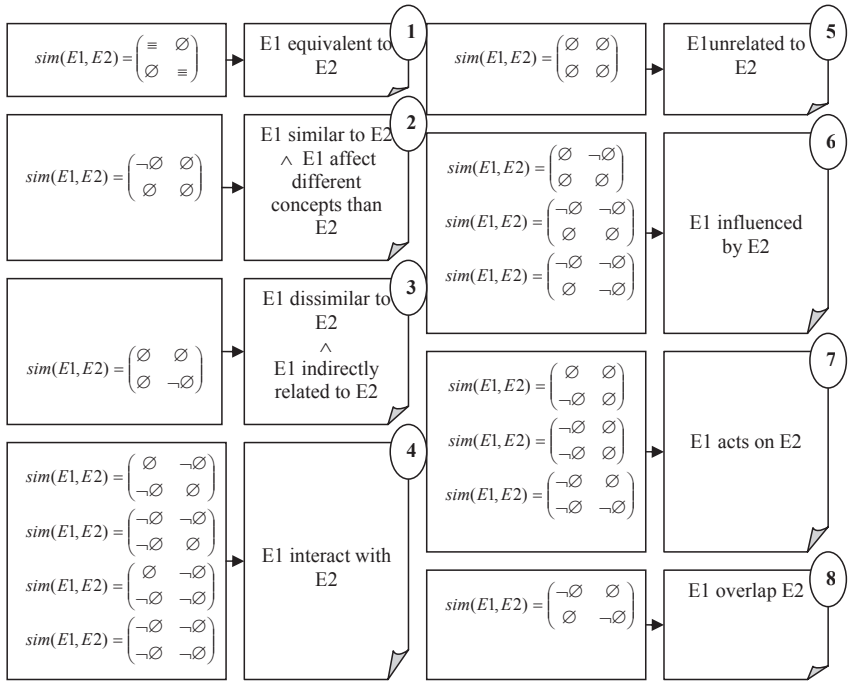 sim(E1, E2) = (≡ ∅
∅ ≡)
E1 equivalent to
E2
1
sim(E1, E2) = (¬∅ ∅
∅ ∅)
E1 similar to E2
∧ E1 affect
different
concepts than
E2
2
sim(E1, E2) = (∅ ∅
∅ ¬∅)
E1 dissimilar to
E2
∧
E1 indirectly
related to E2
3
sim(E1, E2) = (∅ ¬∅
¬∅ ∅)
sim(E1, E2) = (¬∅ ¬∅
¬∅ ∅)
sim(E1, E2) = (∅ ¬∅
¬∅ ¬∅)
sim(E1, E2) = (¬∅ ¬∅
¬∅ ¬∅)
E1 interact with
E2
4
sim(E1, E2) = (∅ ∅
∅ ∅)
E1unrelated to
E2
5
sim(E1, E2) = (∅ ¬∅
∅ ∅)
sim(E1, E2) = (¬∅ ¬∅
∅ ∅)
sim(E1, E2) = (¬∅ ¬∅
∅ ¬∅)
E1 influenced
by E2
6
sim(E1, E2) = (∅ ∅
¬∅ ∅)
sim(E1, E2) = (¬∅ ∅
¬∅ ∅)
sim(E1, E2) = (¬∅ ∅
¬∅ ¬∅)
E1 acts on E2
7
sim(E1, E2) = (¬∅ ∅
∅ ¬∅)
E1 overlap E2
8